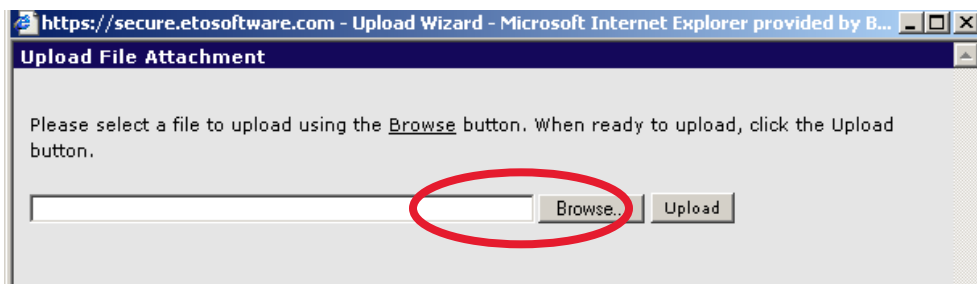 https://secure.etosoftware.com - Upload Wizard - Microsoft Internet Explorer provided by B...
Upload File Attachment
Please select a file to upload using the Browse button. When ready to upload, click the Upload
button.
Browse... Upload